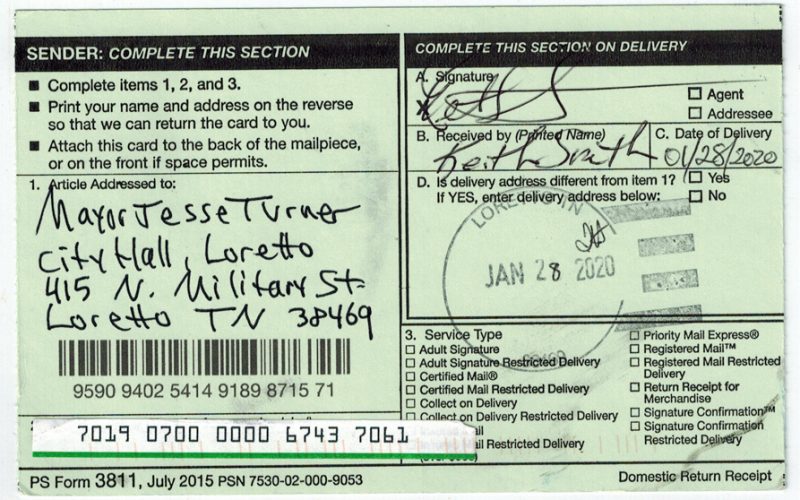 SENDER: COMPLETE THIS SECTION
■ Complete items 1, 2, and 3.
■ Print your name and address on the reverse
so that we can return the card to you.
■ Attach this card to the back of the mailpiece,
or on the front if space permits.
1. Article Addressed to:
Mayor Jesse Turner
City Hall, Loretto
415 N. Military St.
Loretto TN 38469
9590 9402 5414 9189 8715 71
7019 0700 0000 6743 7061
COMPLETE THIS SECTION ON DELIVERY
A. Signature
X
□ Agent
□ Addressee
B. Received by (Printed Name)
Keith Smith
C. Date of Delivery
01/28/2020
D. Is delivery address different from item 1?
□ Yes
If YES, enter delivery address below:
□ No
LORETTO TN
JAN 28 2020
3. Service Type
□ Adult Signature
□ Adult Signature Restricted Delivery
□ Certified Mail®
□ Certified Mail Restricted Delivery
□ Collect on Delivery
□ Collect on Delivery Restricted Delivery
ail
ail Restricted Delivery
□ Priority Mail Express®
□ Registered Mail™
□ Registered Mail Restricted
Delivery
□ Return Receipt for
Merchandise
□ Signature Confirmation™
□ Signature Confirmation
Restricted Delivery
PS Form 3811, July 2015 PSN 7530-02-000-9053
Domestic Return Receipt